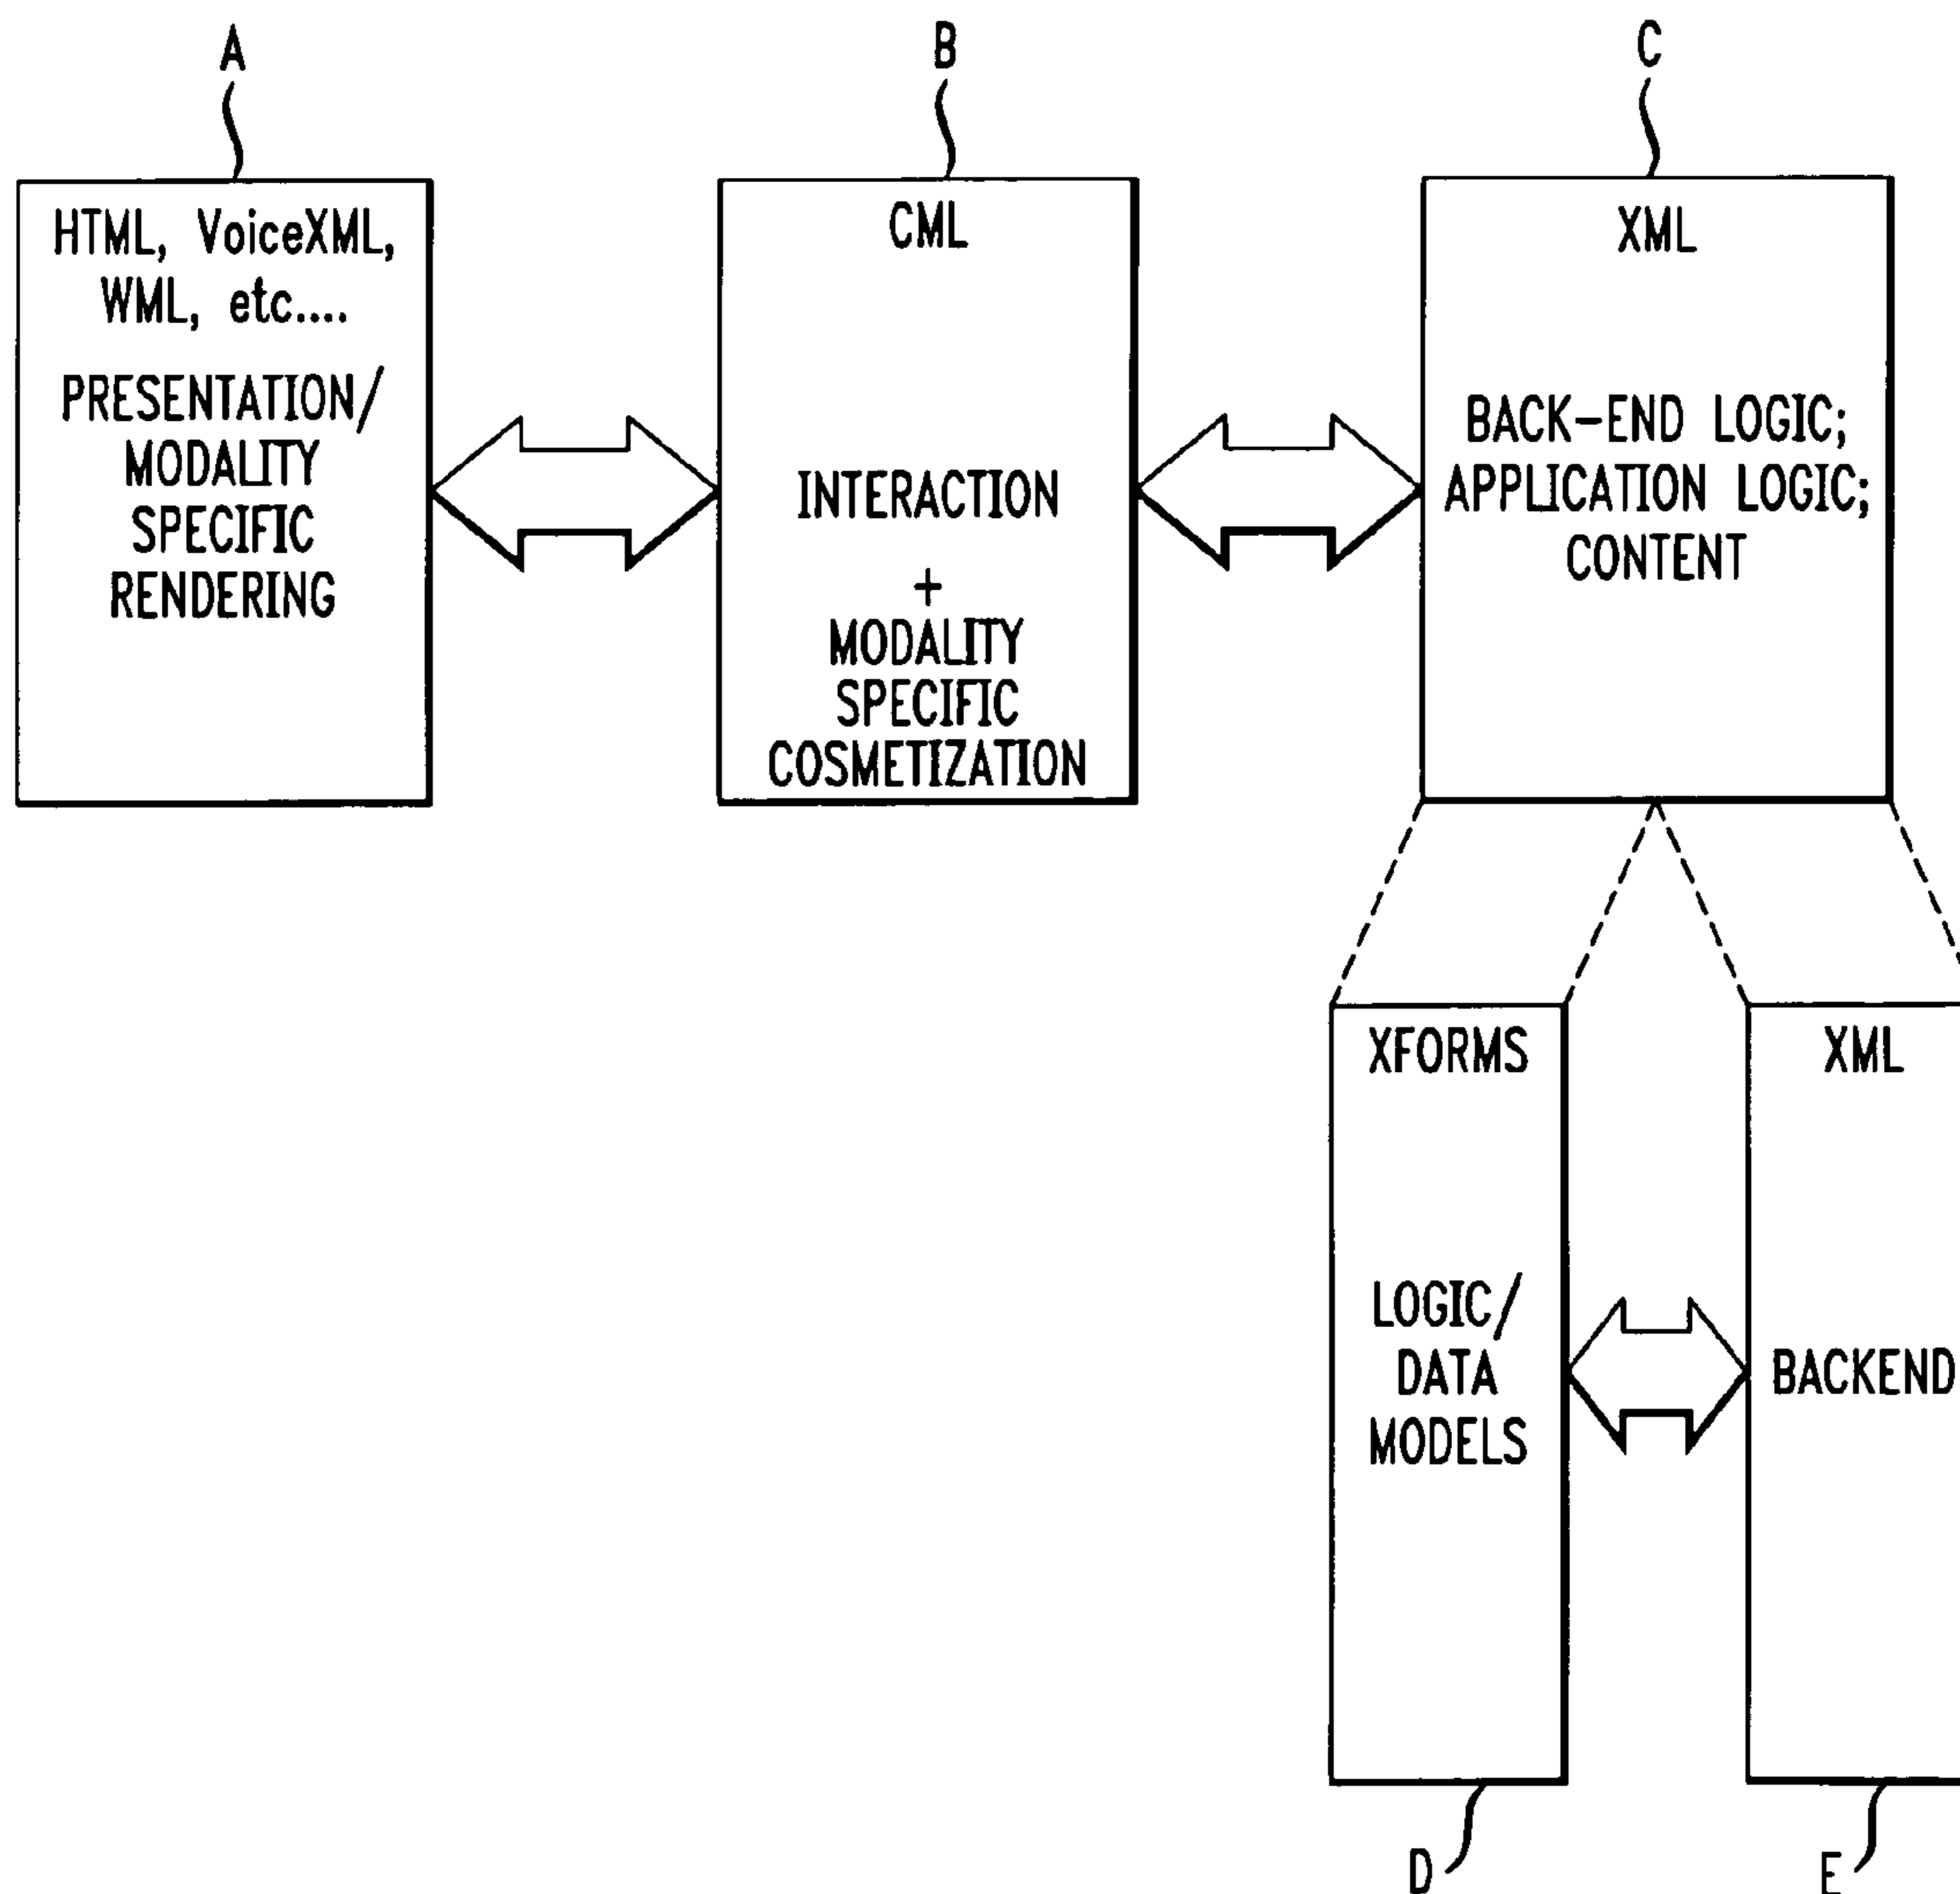 A
B
C
HTML, VoiceXML,
WML, etc....
PRESENTATION/
MODALITY
SPECIFIC
RENDERING
CML
INTERACTION
+
MODALITY
SPECIFIC
COSMETIZATION
XML
BACK-END LOGIC;
APPLICATION LOGIC;
CONTENT
XFORMS
LOGIC/
DATA
MODELS
XML
BACKEND
D
E